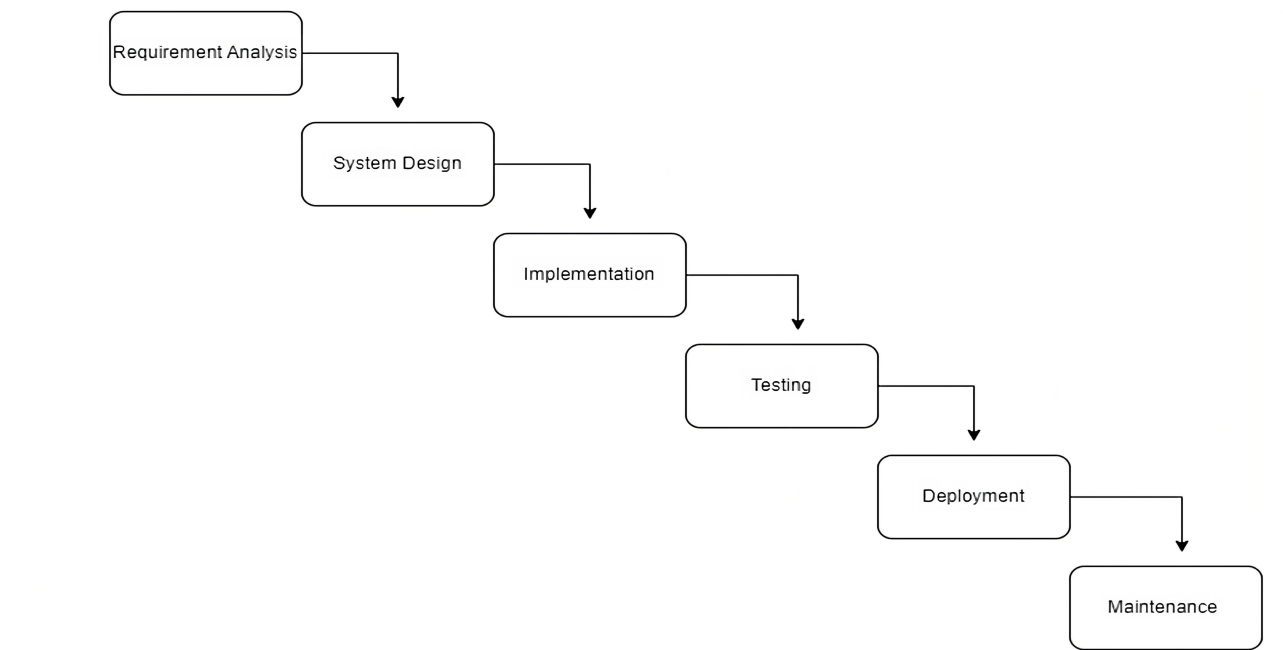 Requirement Analysis
System Design
Implementation
Testing
Deployment
Maintenance